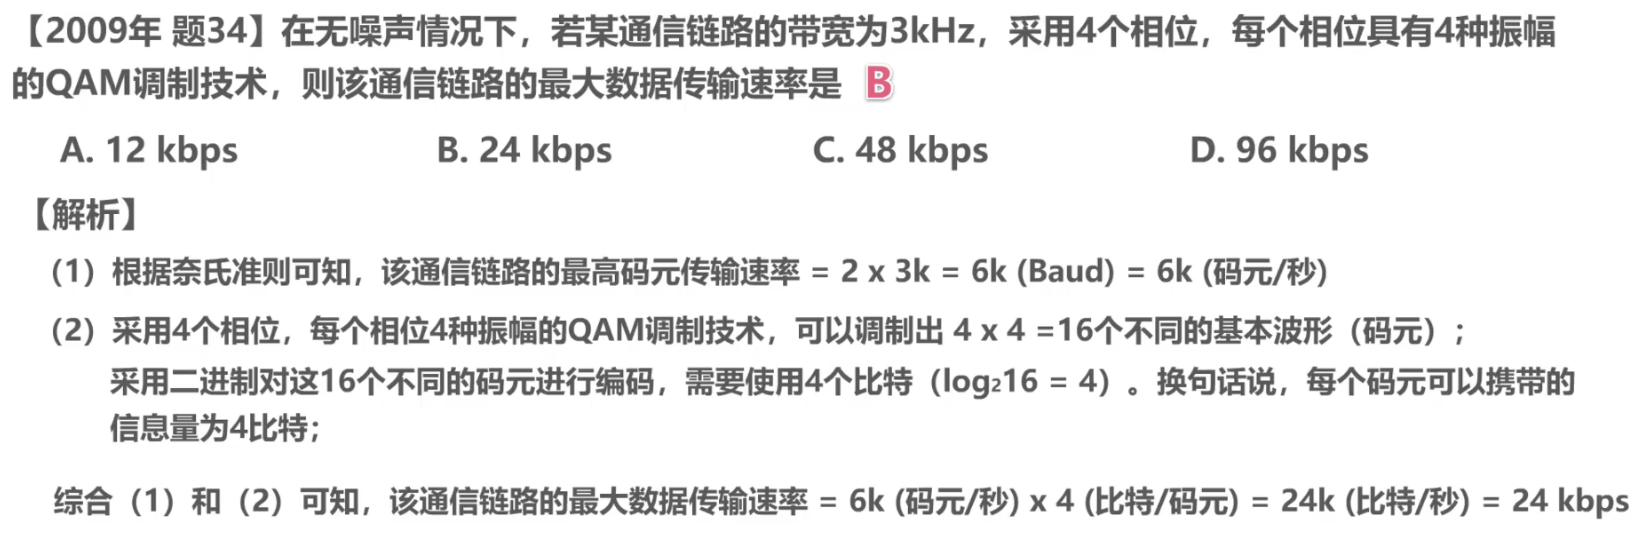 【2009年 题34】在无噪声情况下，若某通信链路的带宽为3kHz，采用4个相位，每个相位具有4种振幅
的QAM调制技术，则该通信链路的最大数据传输速率是 B
A. 12 kbps B. 24 kbps C. 48 kbps D. 96 kbps
【解析】
（1）根据奈氏准则可知，该通信链路的最高码元传输速率 = 2 x 3k = 6k (Baud) = 6k (码元/秒)
（2）采用4个相位，每个相位4种振幅的QAM调制技术，可以调制出 4 x 4 =16个不同的基本波形（码元）；
采用二进制对这16个不同的码元进行编码，需要使用4个比特（log₂16 = 4）。换句话说，每个码元可以携带的
信息量为4比特；
综合（1）和（2）可知，该通信链路的最大数据传输速率 = 6k (码元/秒) x 4 (比特/码元) = 24k (比特/秒) = 24 kbps